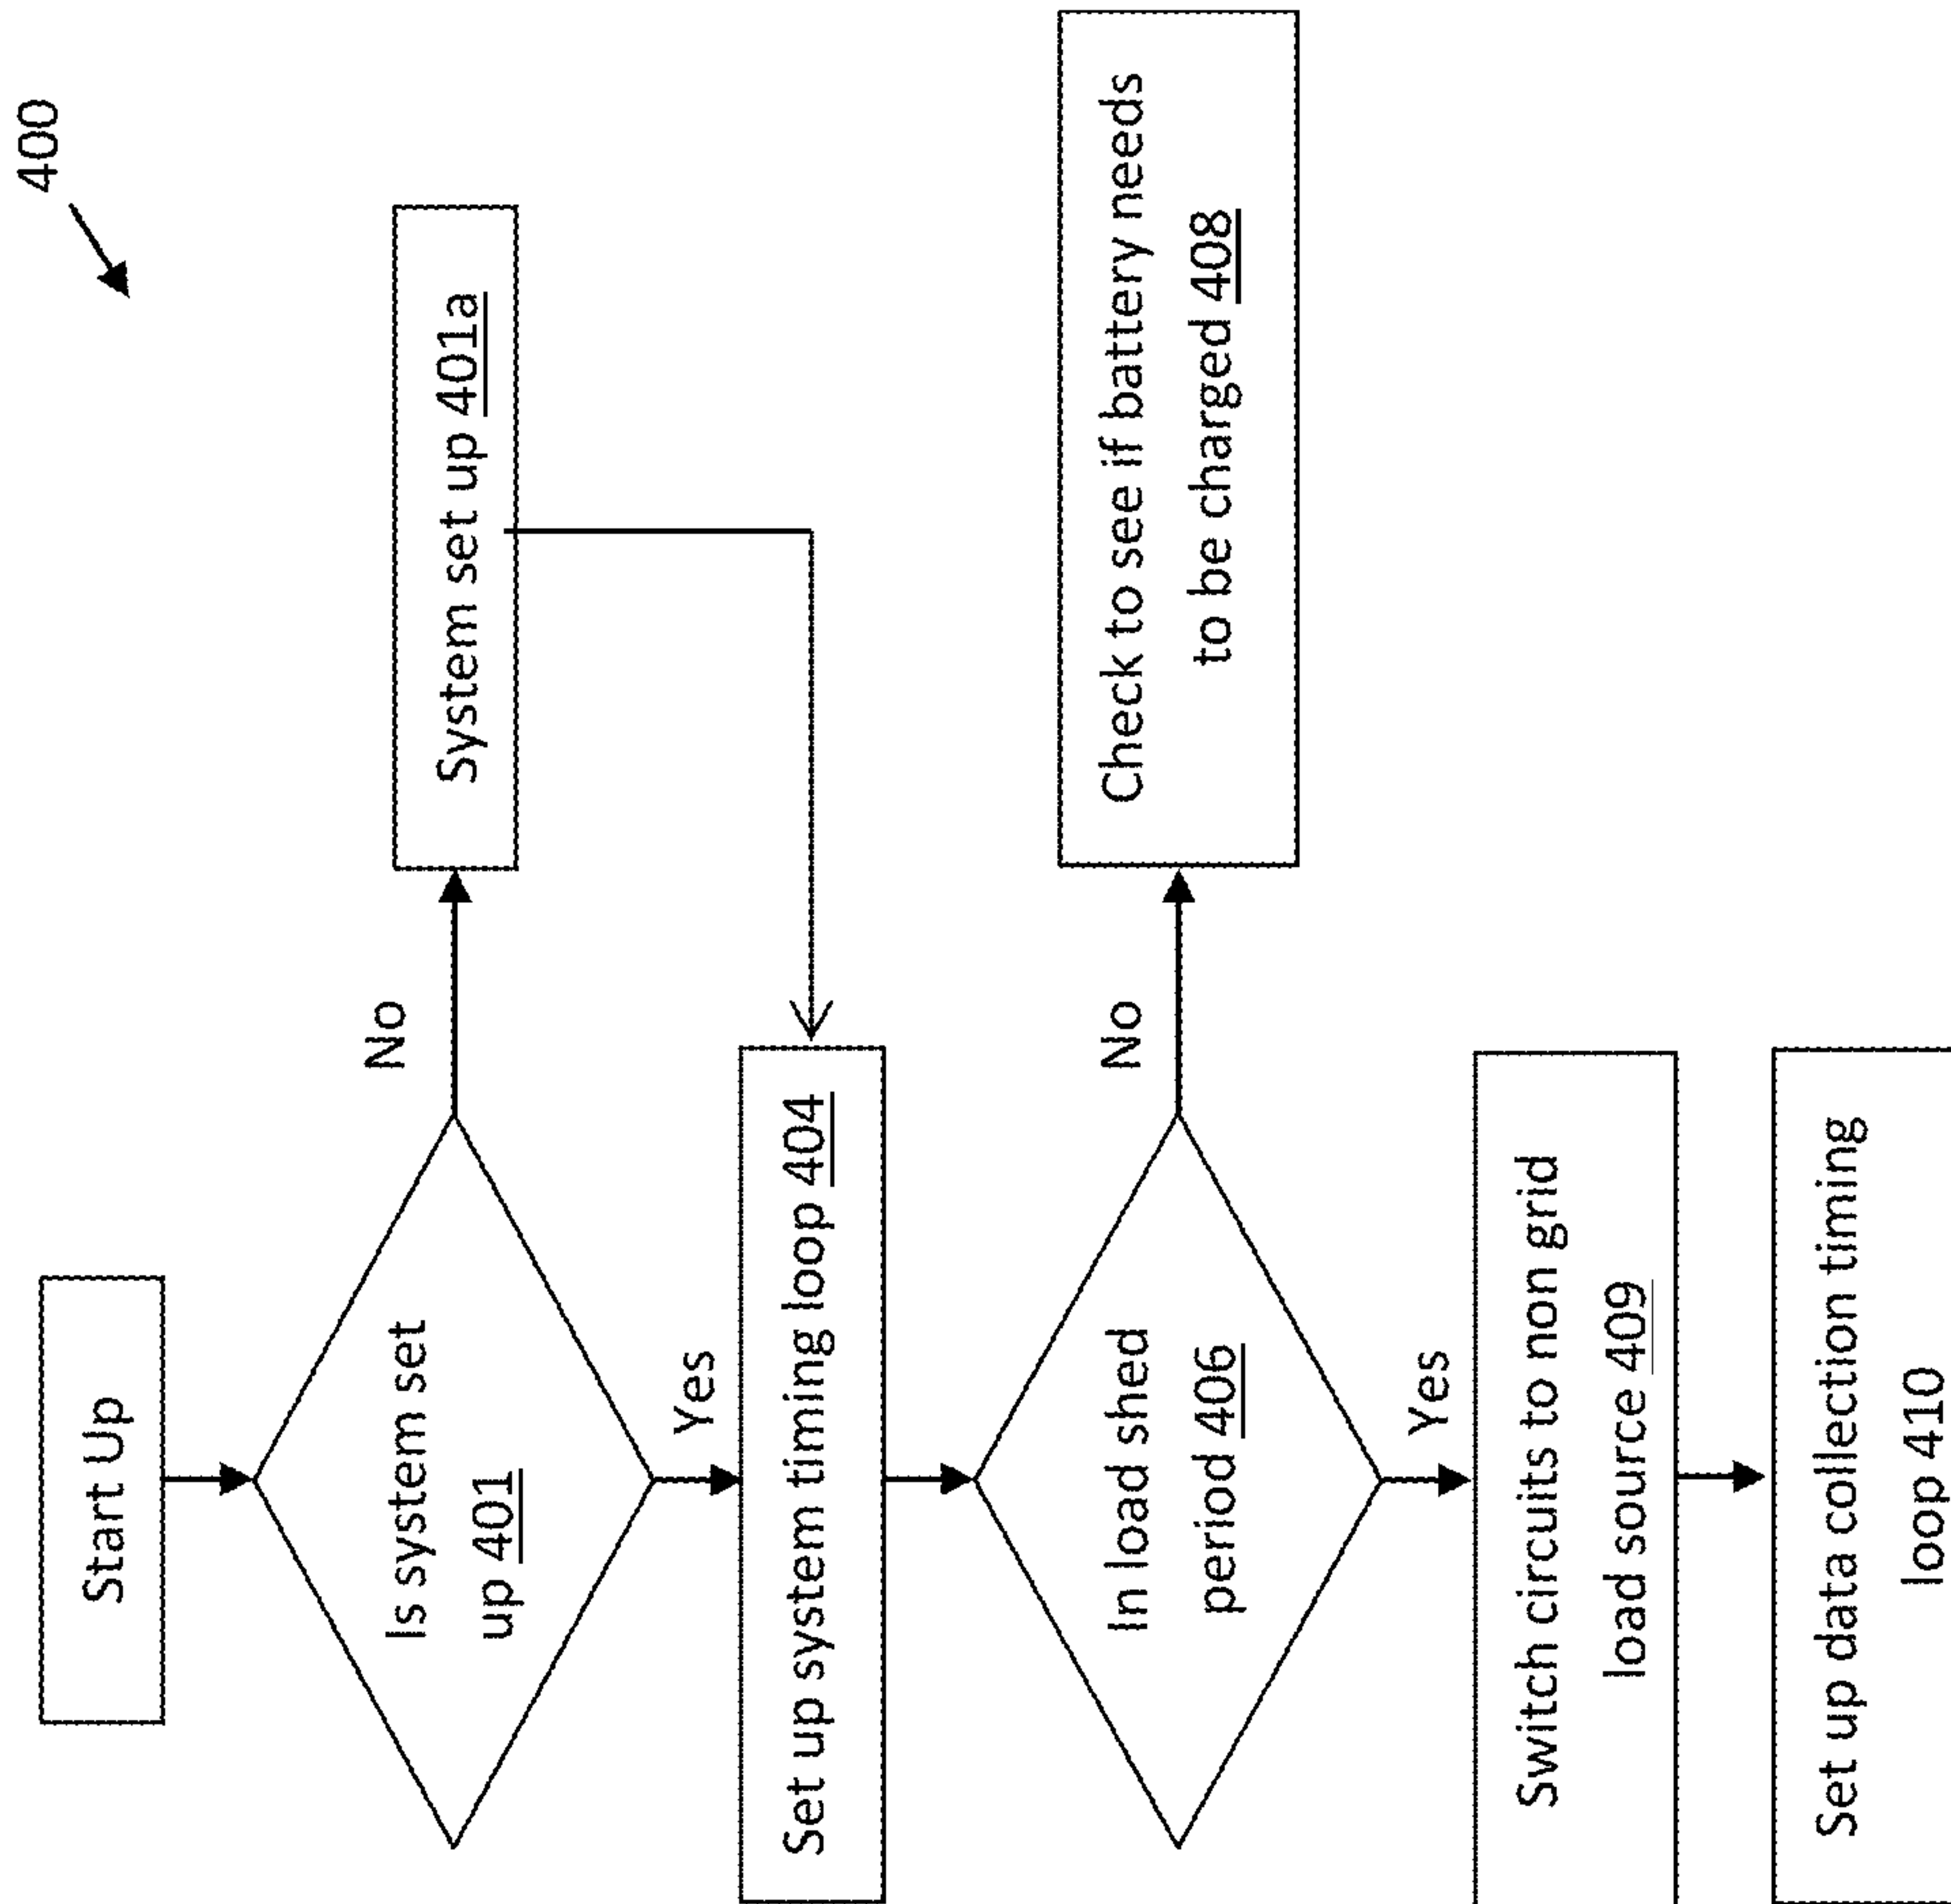 400
Start Up
Is system set
up 401
No
System set up 401a
Yes
Set up system timing loop 404
In load shed
period 406
No
Check to see if battery needs
to be charged 408
Yes
Switch circuits to non grid
load source 409
Set up data collection timing
loop 410